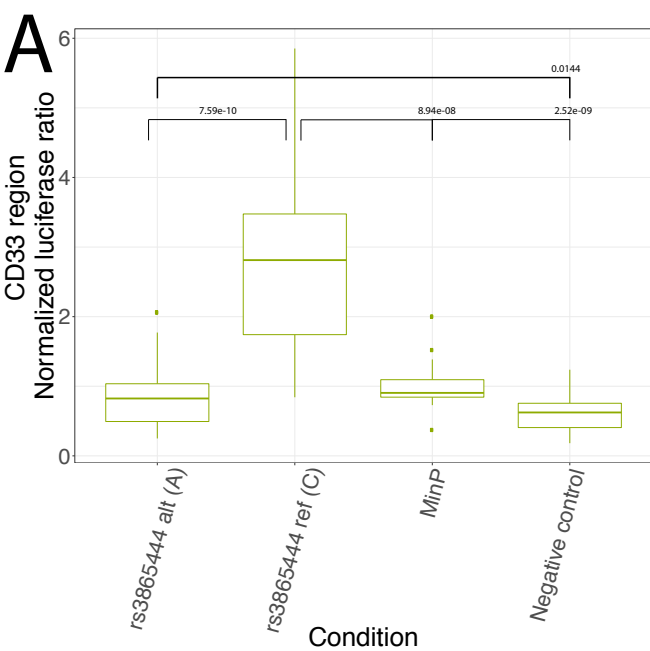 A
CD33 region
Normalized luciferase ratio
6
4
2
0
0.0144
7.59e-10
8.94e-08
2.52e-09
rs3865444 alt (A)
rs3865444 ref (C)
MinP
Negative control
Condition